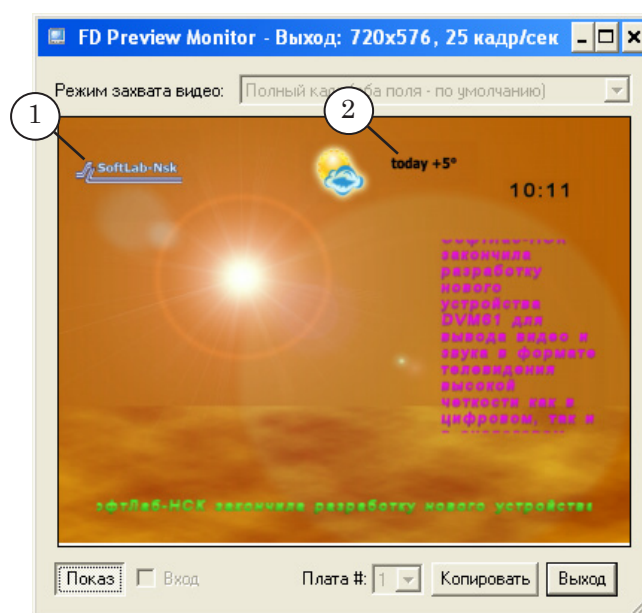 FD Preview Monitor - Выход: 720x576, 25 кадр/сек
Режим захвата видео: Полный поля - по умолчанию)
1
2
SoftLab-Nsk
today +5°
10:11
закончила
разработку
нового
устройства
DVM61 для
вывода видео и
звука в формате
телевидения
высокой
четкости как в
цифровом, так и
офтЛаб-НСК закончила разработку нового устройства
Показ
Вход
Плата #: 1
Копировать
Выход